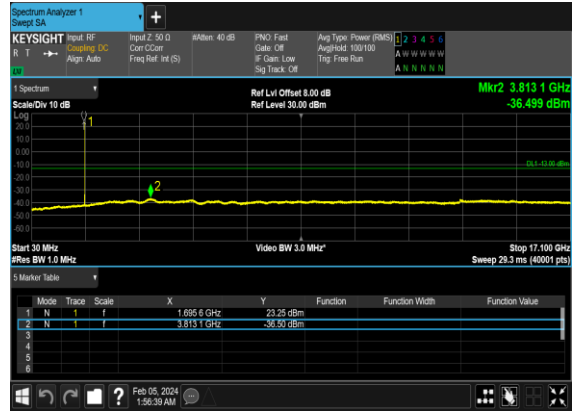 Spectrum Analyzer 1
Swept SA
+
KEYSIGHT Input: RF Input Z: 50 Ω #Atten: 40 dB PNO: Fast Avg Type: Power (RMS) 1 2 3 4 5 6
R T Coupling: DC Corr CCorr Gate: Off Avg|Hold: 100/100 A W W W W W
Align: Auto Freq Ref: Int (S) IF Gain: Low Trig: Free Run
Sig Track: Off A N N N N N
1 Spectrum Ref Lvl Offset 8.00 dB Mkr2 3.813 1 GHz
Scale/Div 10 dB Ref Level 30.00 dBm -36.499 dBm
Log
1
20.0
10.0
0.00
-10.0
DL1 -13.00 dBm
-20.0
-30.0
2
-40.0
-50.0
-60.0
Start 30 MHz Video BW 3.0 MHz* Stop 17.100 GHz
#Res BW 1.0 MHz Sweep 29.3 ms (40001 pts)
5 Marker Table
Mode Trace Scale X Y Function Function Width Function Value
1 N 1 f 1.695 6 GHz 23.25 dBm
2 N 1 f 3.813 1 GHz -36.50 dBm
3
4
5
6
? Feb 05, 2024
1:56:39 AM